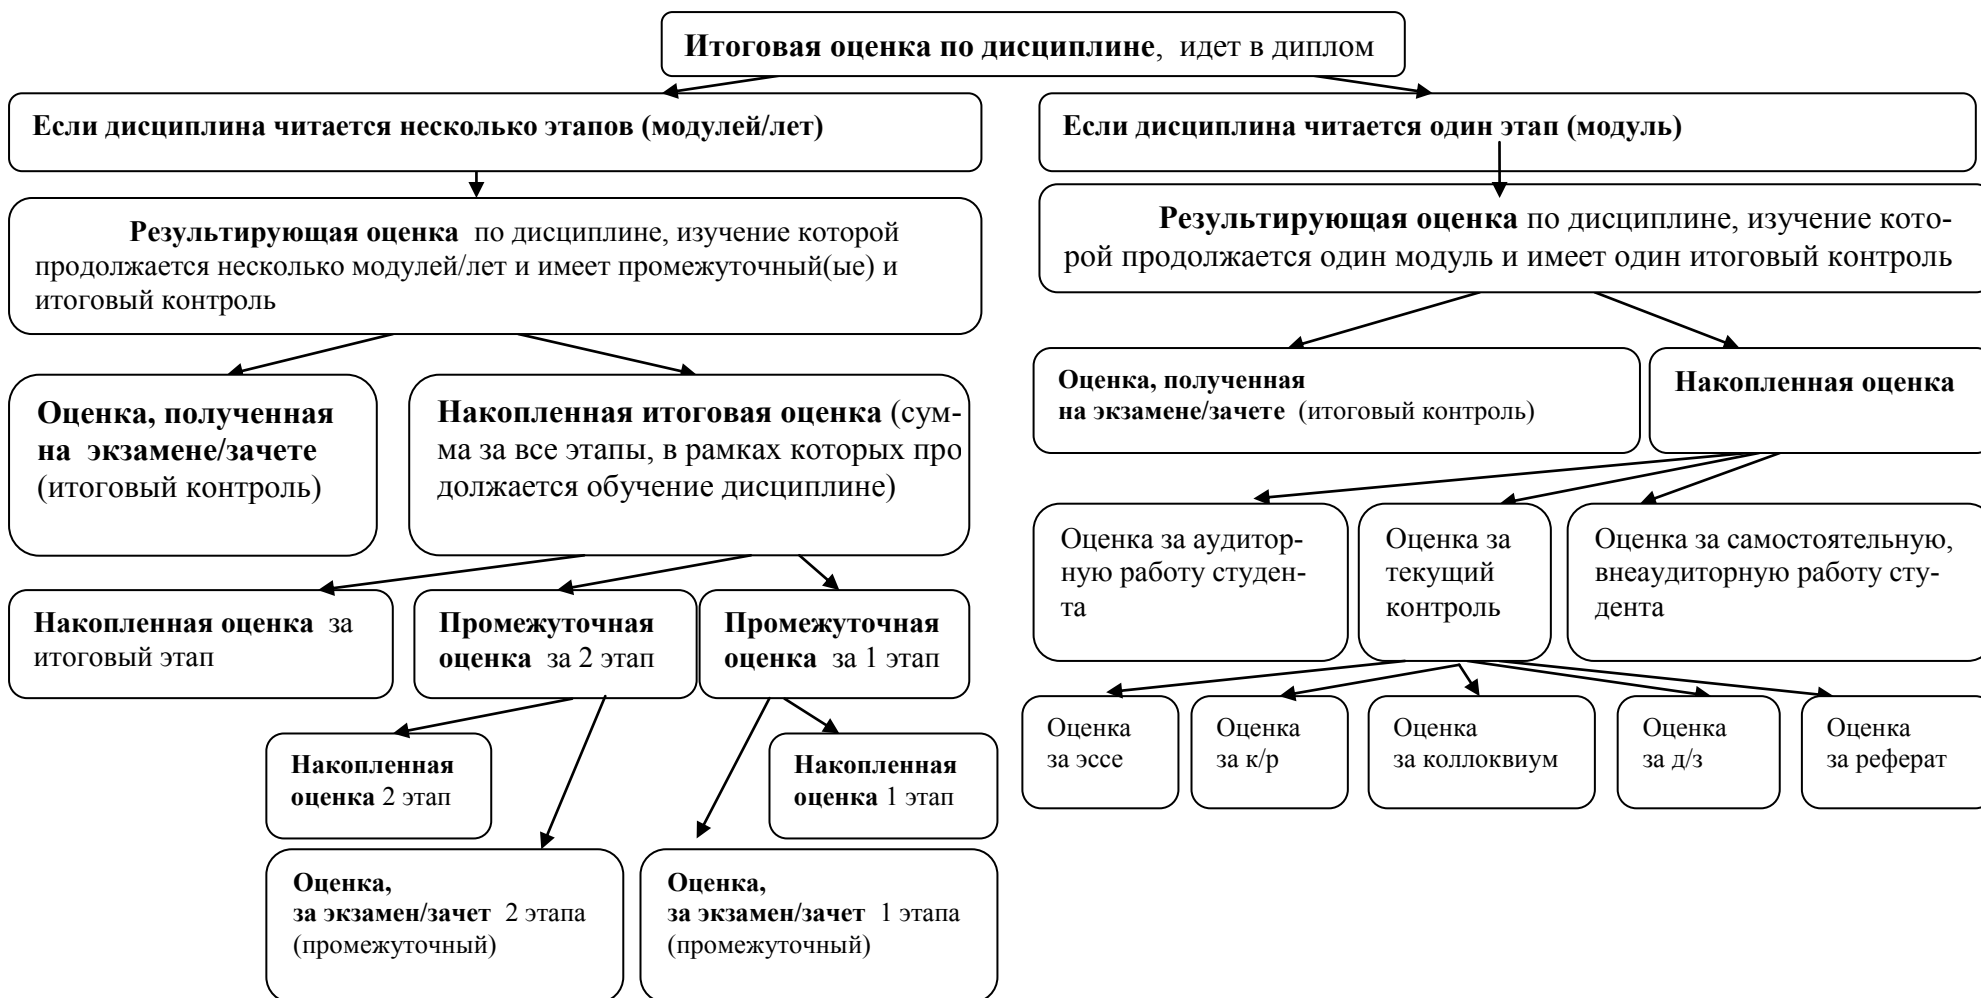 Итоговая оценка по дисциплине, идет в диплом
Если дисциплина читается несколько этапов (модулей/лет)
Если дисциплина читается один этап (модуль)
Результирующая оценка по дисциплине, изучение которой
продолжается несколько модулей/лет и имеет промежуточный(ые) и
итоговый контроль
Результирующая оценка по дисциплине, изучение кото-
рой продолжается один модуль и имеет один итоговый контроль
Оценка, полученная
на экзамене/зачете
(итоговый контроль)
Накопленная итоговая оценка (сум-
ма за все этапы, в рамках которых про
должается обучение дисциплине)
Оценка, полученная
на экзамене/зачете (итоговый контроль)
Накопленная оценка
Оценка за аудитор-
ную работу студен-
та
Оценка за
текущий
контроль
Оценка за самостоятельную,
внеаудиторную работу сту-
дента
Накопленная оценка за
итоговый этап
Промежуточная
оценка за 2 этап
Промежуточная
оценка за 1 этап
Оценка
за эссе
Оценка
за к/р
Оценка
за коллоквиум
Оценка
за д/з
Оценка
за реферат
Накопленная
оценка 2 этап
Накопленная
оценка 1 этап
Оценка,
за экзамен/зачет 2 этапа
(промежуточный)
Оценка,
за экзамен/зачет 1 этапа
(промежуточный)